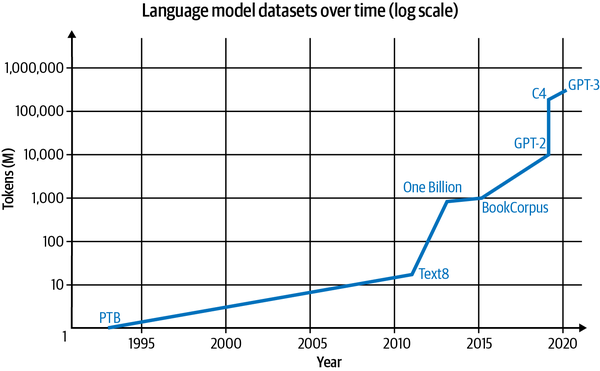 Language model datasets over time (log scale)
1,000,000
100,000
10,000
1,000
100
10
1
Tokens (M)
PTB
Text8
One Billion
BookCorpus
GPT-2
C4
GPT-3
1995
2000
2005
2010
2015
2020
Year